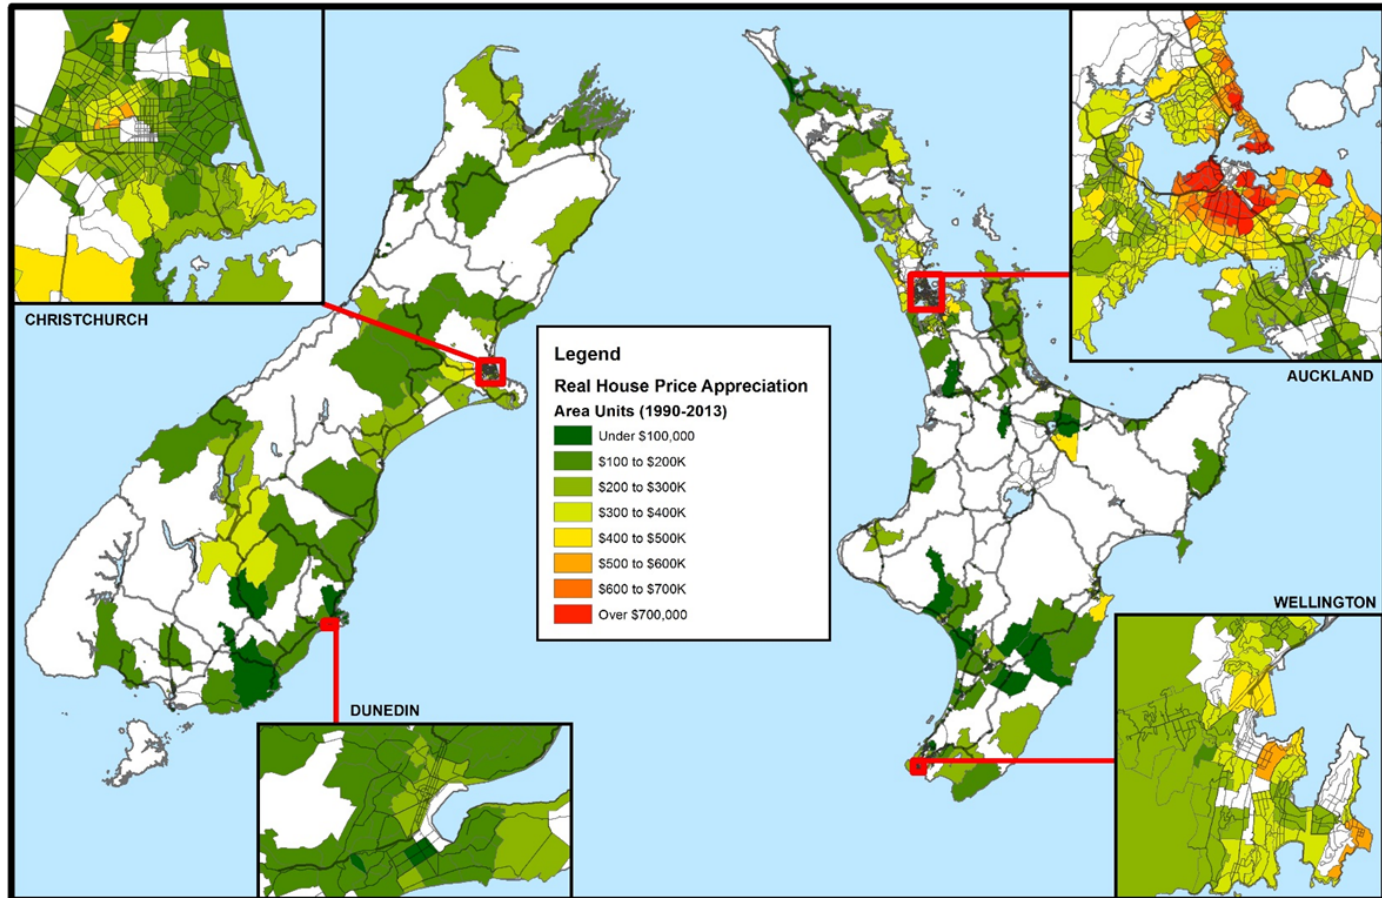 CHRISTCHURCH
AUCKLAND
Legend
Real House Price Appreciation
Area Units (1990-2013)
Under $100,000
$100 to $200K
$200 to $300K
$300 to $400K
$400 to $500K
$500 to $600K
$600 to $700K
Over $700,000
WELLINGTON
DUNEDIN